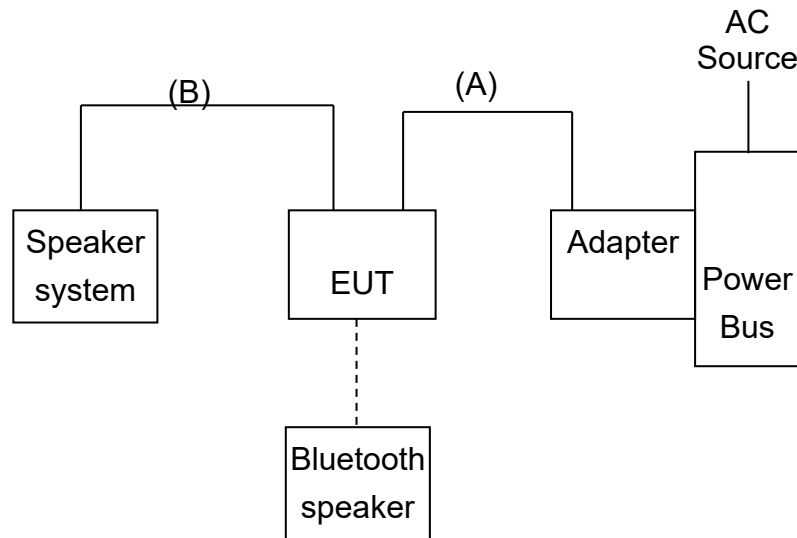 AC
Source
(B)
(A)
Speaker
system
EUT
Adapter
Power
Bus
Bluetooth
speaker